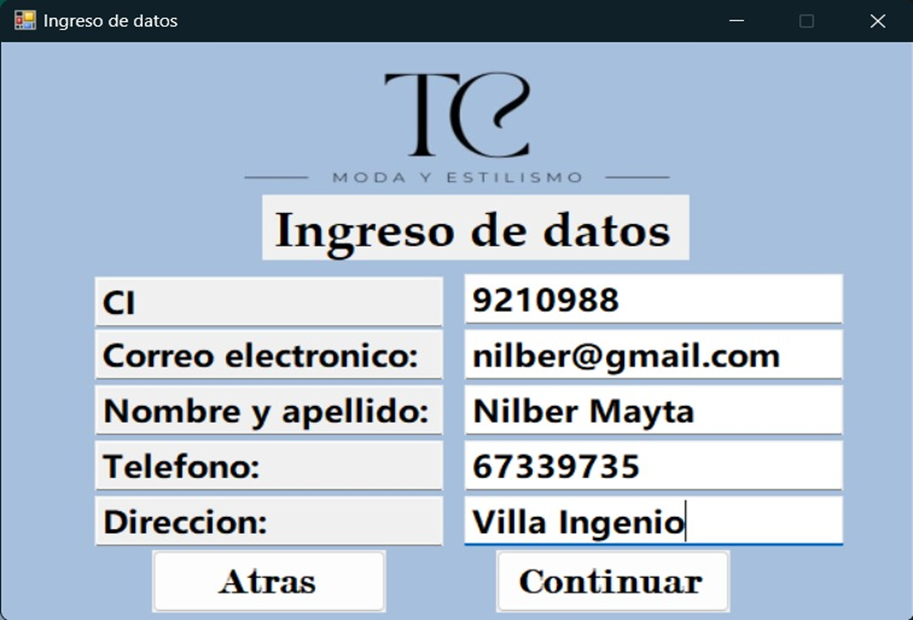 Ingreso de datos
TC
MODA Y ESTILISMO
Ingreso de datos
CI 9210988
Correo electronico: nilber@gmail.com
Nombre y apellido: Nilber Mayta
Telefono: 67339735
Direccion: Villa Ingenio
Atras Continuar